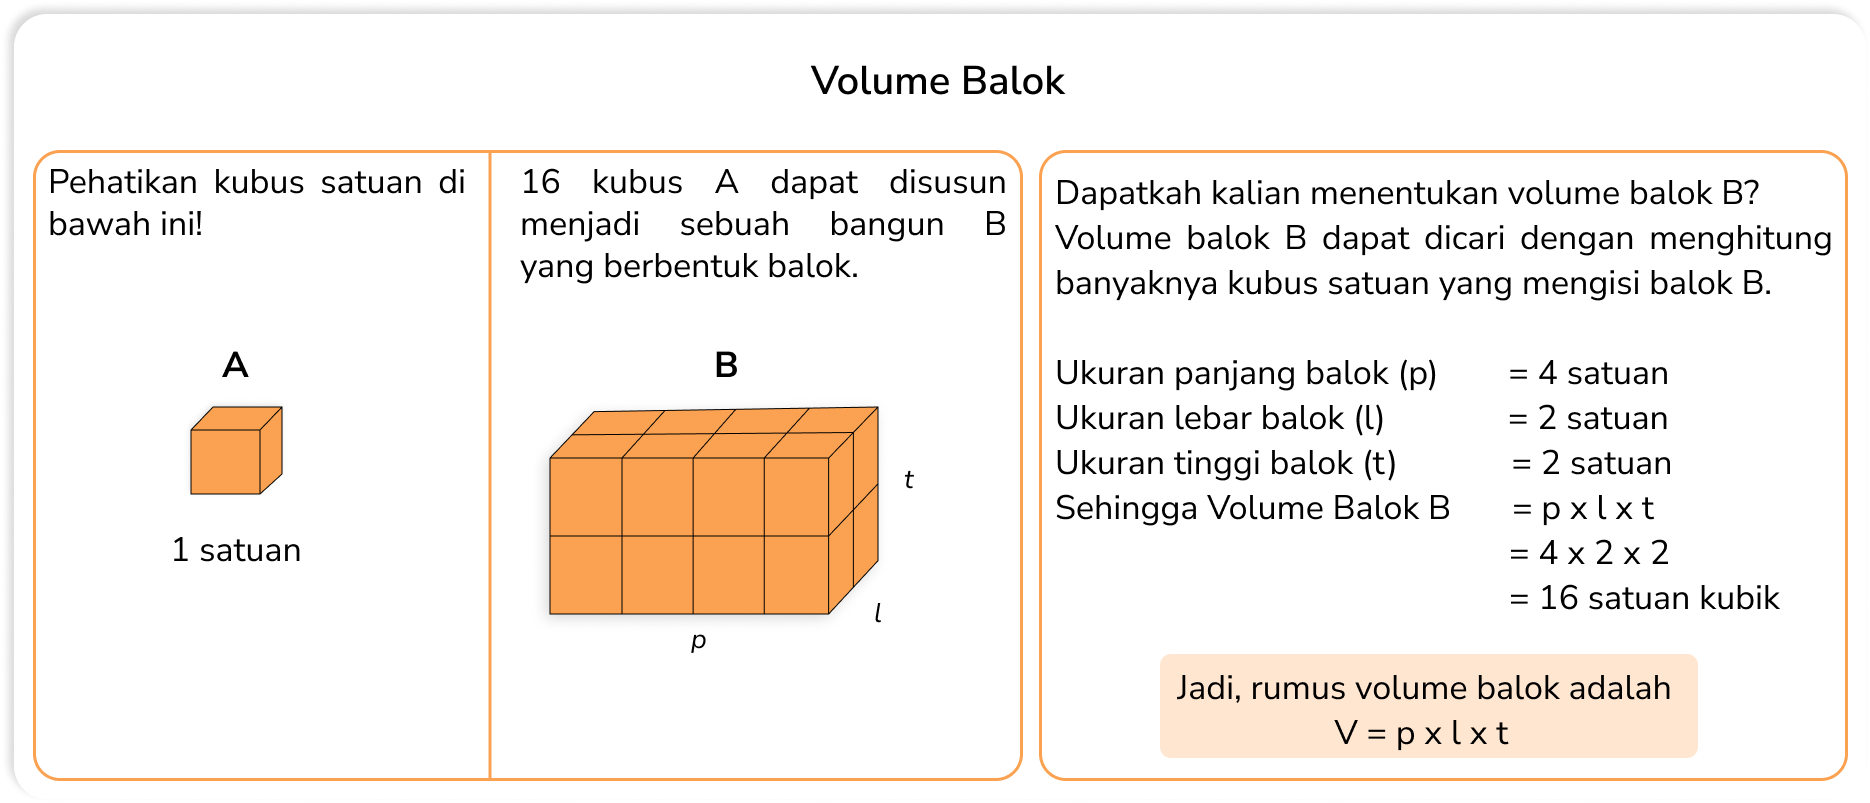 Volume Balok
Pehatikan kubus satuan di
bawah ini!
A
1 satuan
16 kubus A dapat disusun
menjadi sebuah bangun B
yang berbentuk balok.
B
t
l
p
Dapatkah kalian menentukan volume balok B?
Volume balok B dapat dicari dengan menghitung
banyaknya kubus satuan yang mengisi balok B.
Ukuran panjang balok (p) = 4 satuan
Ukuran lebar balok (l) = 2 satuan
Ukuran tinggi balok (t) = 2 satuan
Sehingga Volume Balok B = p x l x t
= 4 x 2 x 2
= 16 satuan kubik
Jadi, rumus volume balok adalah
V = p x l x t